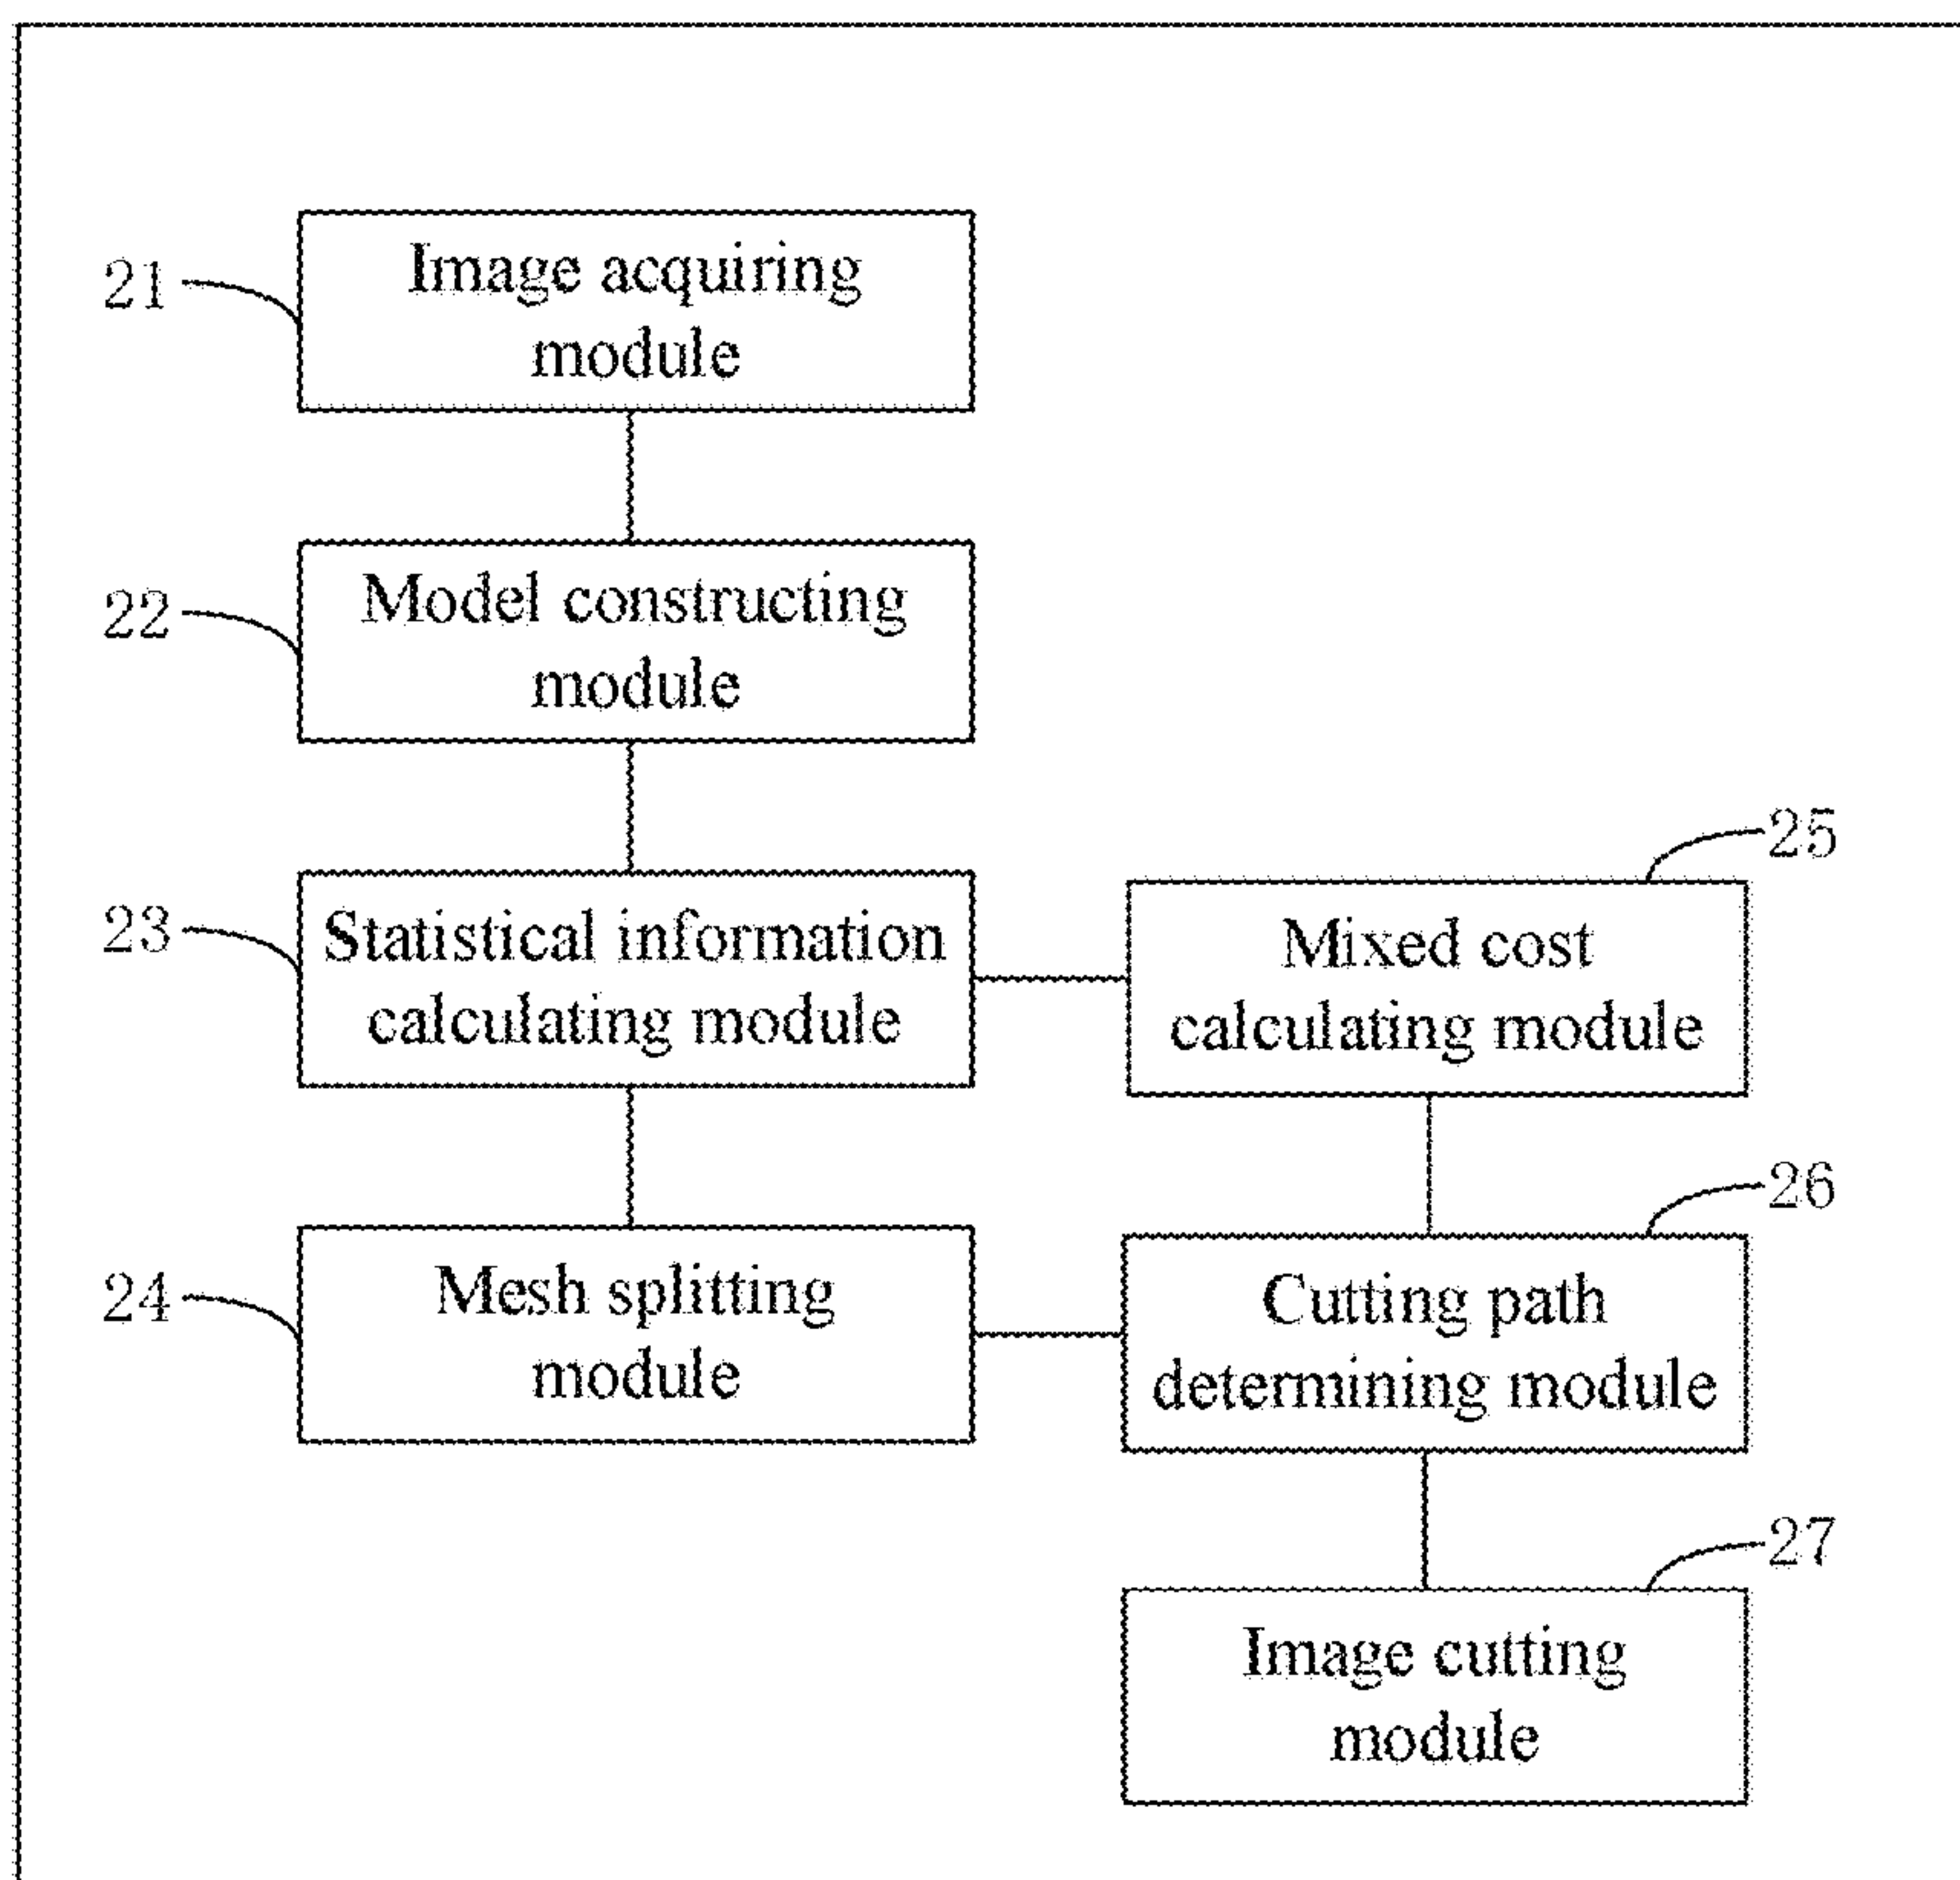 21
Image acquiring
module
22
Model constructing
module
23
Statistical information
calculating module
24
Mesh splitting
module
25
Mixed cost
calculating module
26
Cutting path
determining module
27
Image cutting
module